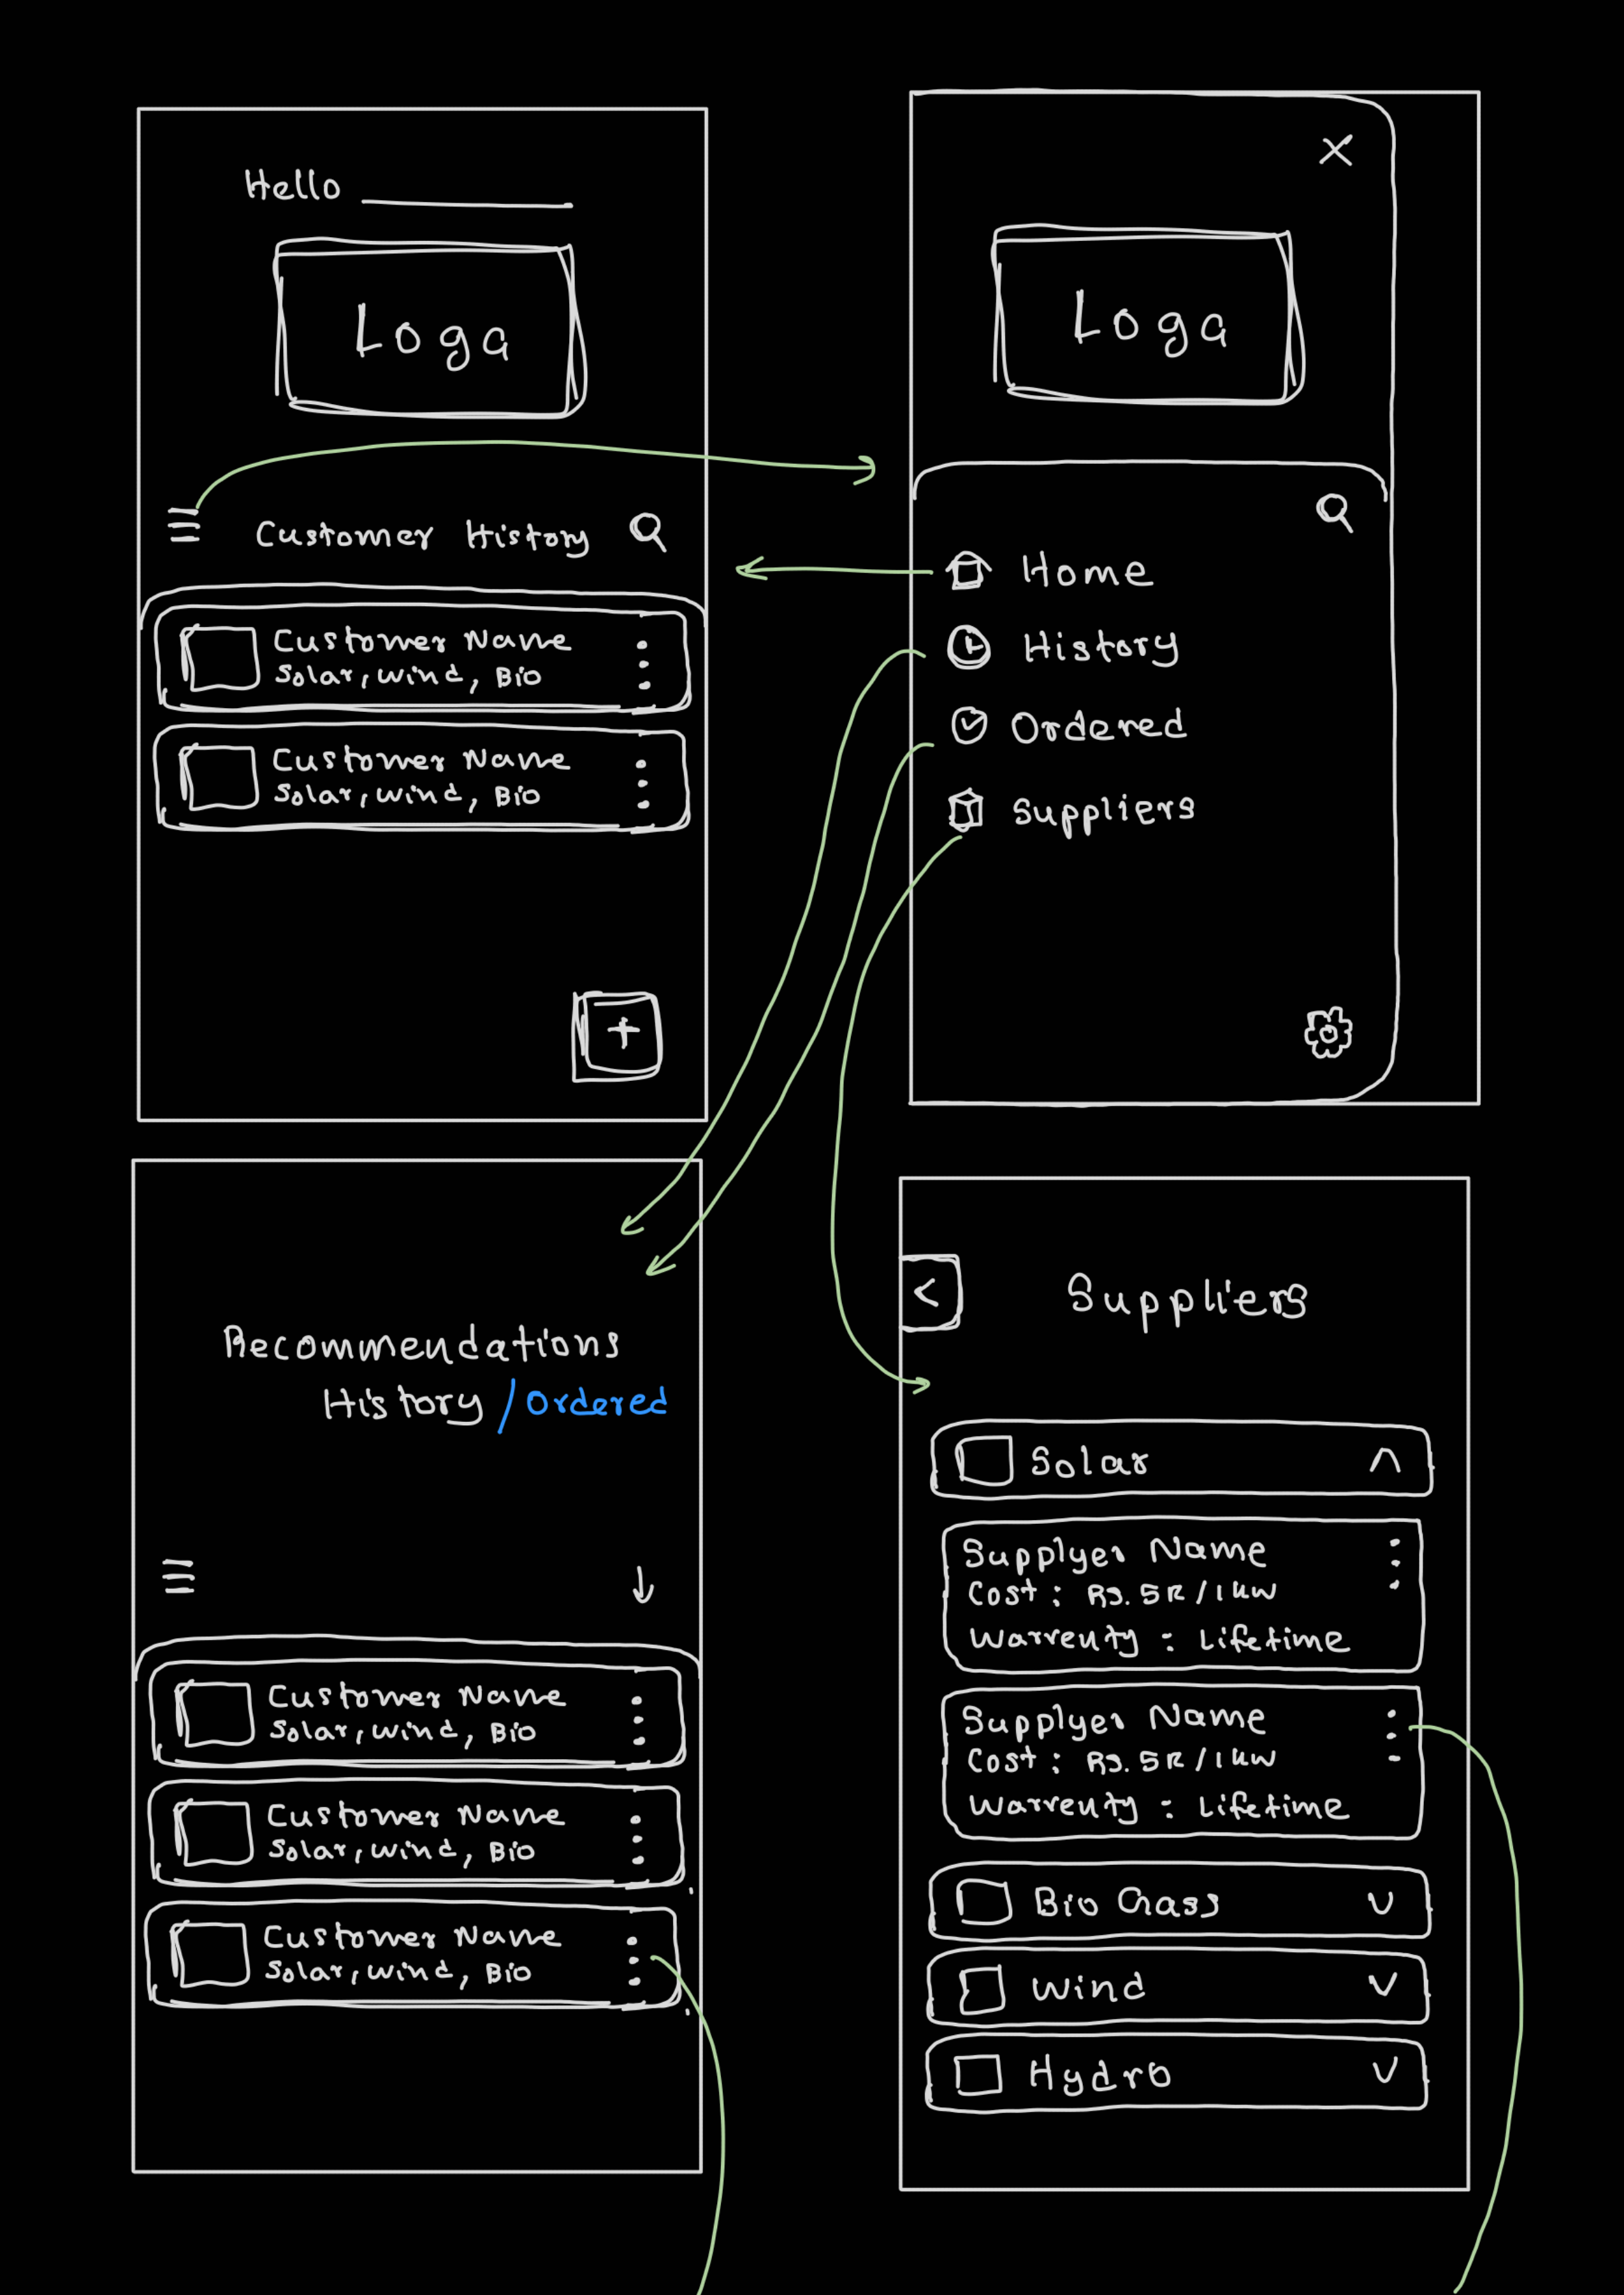 Hello
Loga
Customer History
Customer Name
Solar, Wind, Bio
Customer Name
Solar, Wind, Bio
+
Loga
Home
History
Ordered
Suppliers
Recommendations
History / Ordered
Customer Name
Solar, Wind, Bio
Customer Name
Solar, Wind, Bio
Customer Name
Solar, Wind, Bio
Suppliers
Solar
Supplyer Name
Cost : Rs. 5K/1kW
Warrenty : Lifetime
Supplyer Name
Cost : Rs. 5K/1kW
Warrenty : Lifetime
Bio Gass
Wind
Hydro